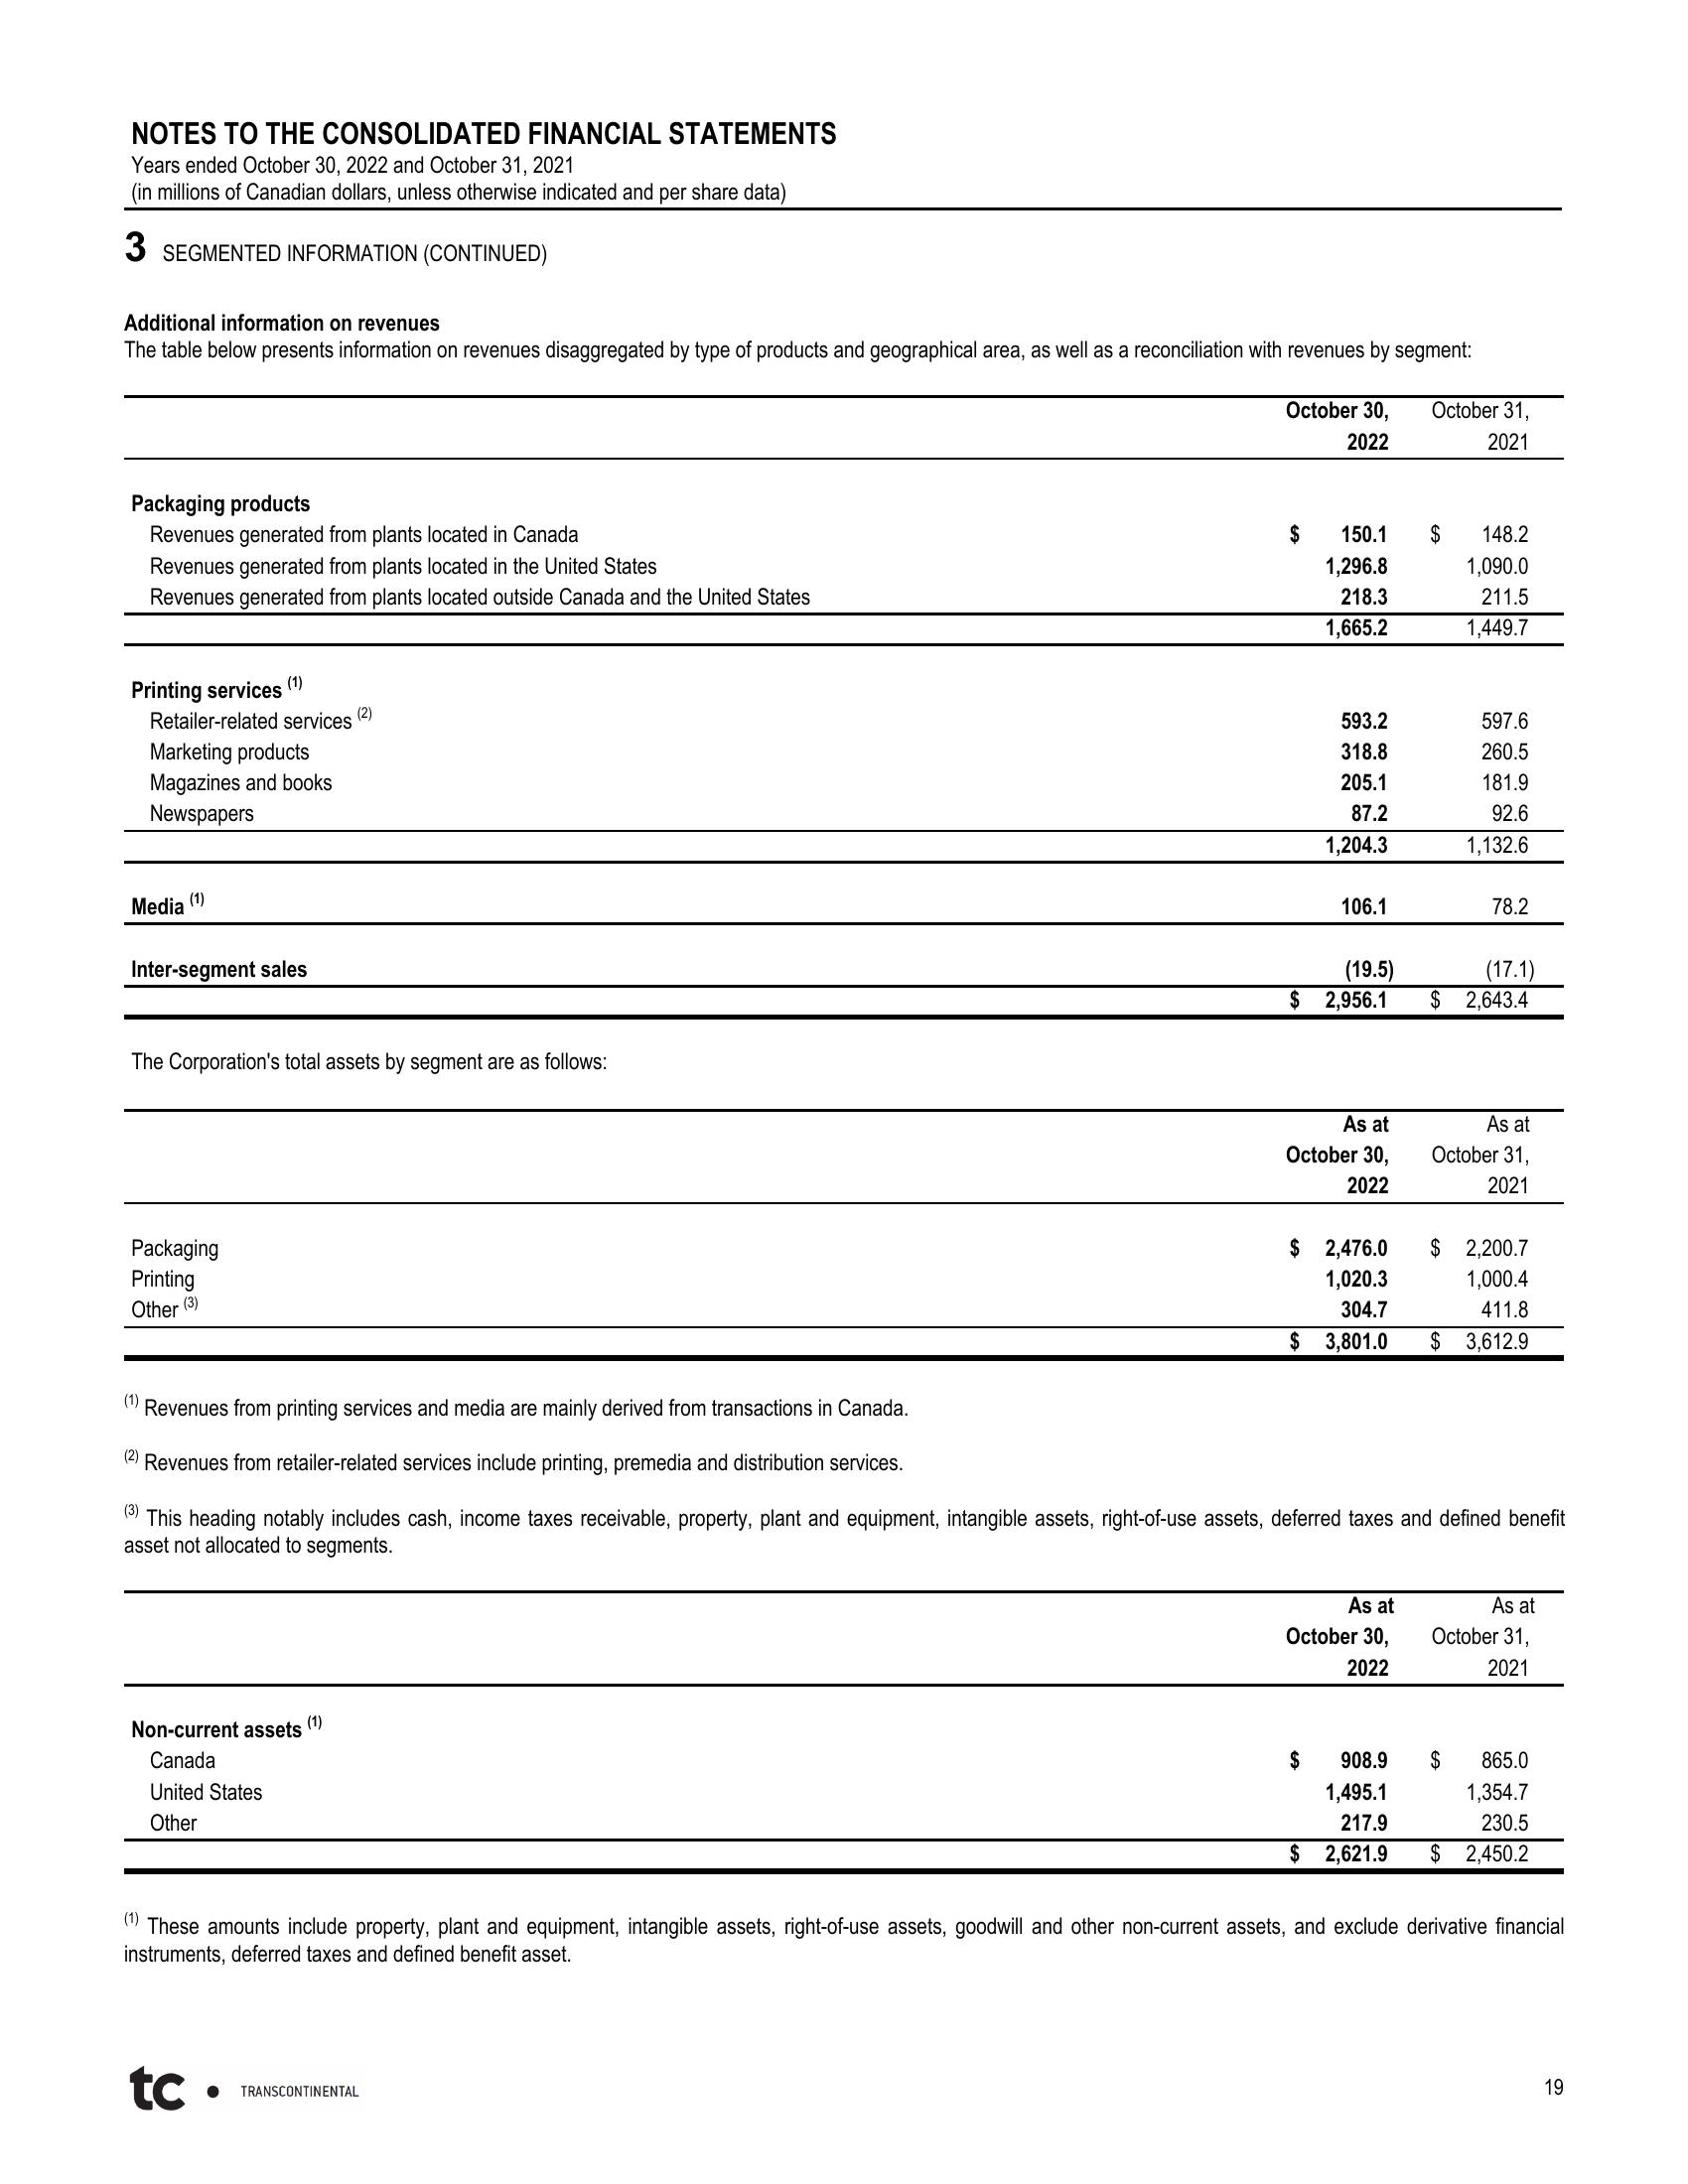 NOTES TO THE CONSOLIDATED FINANCIAL STATEMENTS
Years ended October 30, 2022 and October 31, 2021
(in millions of Canadian dollars, unless otherwise indicated and per share data)
3 SEGMENTED INFORMATION (CONTINUED)
Additional information on revenues
The table below presents information on revenues disaggregated by type of products and geographical area, as well as a reconciliation with revenues by segment:
October 30, October 31,
2022 2021
Packaging products
Revenues generated from plants located in Canada $ 150.1 $ 148.2
Revenues generated from plants located in the United States 1,296.8 1,090.0
Revenues generated from plants located outside Canada and the United States 218.3 211.5
1,665.2 1,449.7
Printing services (1)
Retailer-related services (2) 593.2 597.6
Marketing products 318.8 260.5
Magazines and books 205.1 181.9
Newspapers 87.2 92.6
1,204.3 1,132.6
Media (1) 106.1 78.2
Inter-segment sales (19.5) (17.1)
$ 2,956.1 $ 2,643.4
The Corporation's total assets by segment are as follows:
As at As at
October 30, October 31,
2022 2021
Packaging $ 2,476.0 $ 2,200.7
Printing 1,020.3 1,000.4
Other (3) 304.7 411.8
$ 3,801.0 $ 3,612.9
(1) Revenues from printing services and media are mainly derived from transactions in Canada.
(2) Revenues from retailer-related services include printing, premedia and distribution services.
(3) This heading notably includes cash, income taxes receivable, property, plant and equipment, intangible assets, right-of-use assets, deferred taxes and defined benefit
asset not allocated to segments.
As at As at
October 30, October 31,
2022 2021
Non-current assets (1)
Canada $ 908.9 $ 865.0
United States 1,495.1 1,354.7
Other 217.9 230.5
$ 2,621.9 $ 2,450.2
(1) These amounts include property, plant and equipment, intangible assets, right-of-use assets, goodwill and other non-current assets, and exclude derivative financial
instruments, deferred taxes and defined benefit asset.
tc • TRANSCONTINENTAL 19